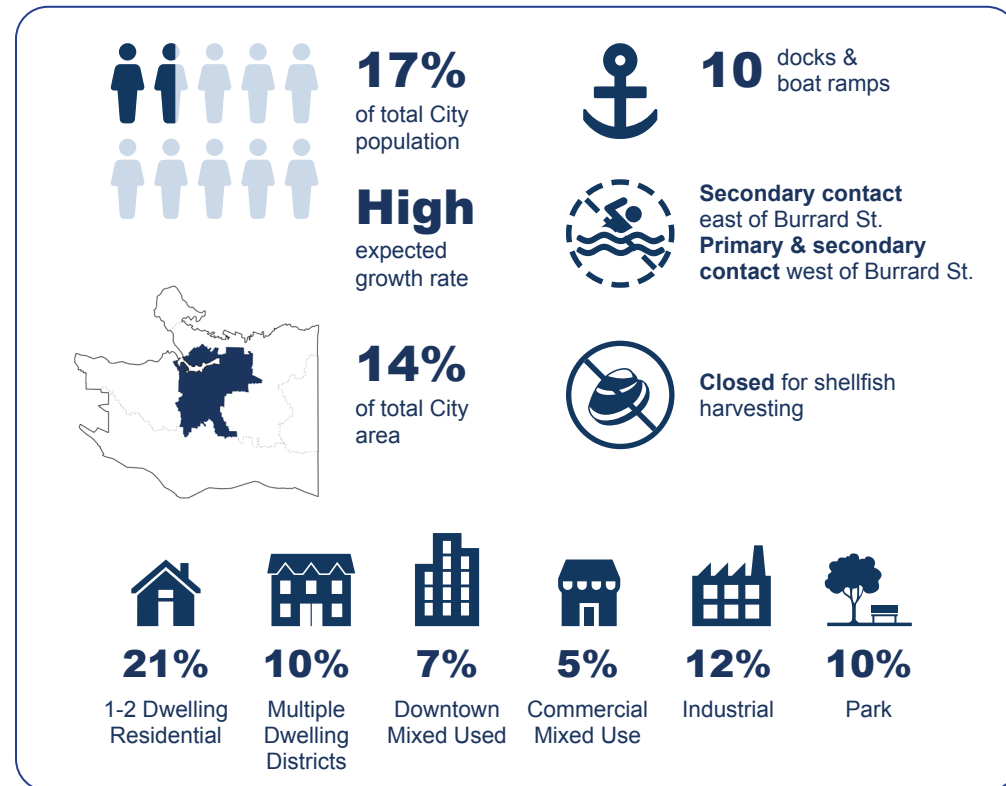 17%
of total City
population
High
expected
growth rate
14%
of total City
area
10
docks &
boat ramps
Secondary contact
east of Burrard St.
Primary & secondary
contact west of Burrard St.
Closed for shellfish
harvesting
21%
1-2 Dwelling
Residential
10%
Multiple
Dwelling
Districts
7%
Downtown
Mixed Used
5%
Commercial
Mixed Use
12%
Industrial
10%
Park